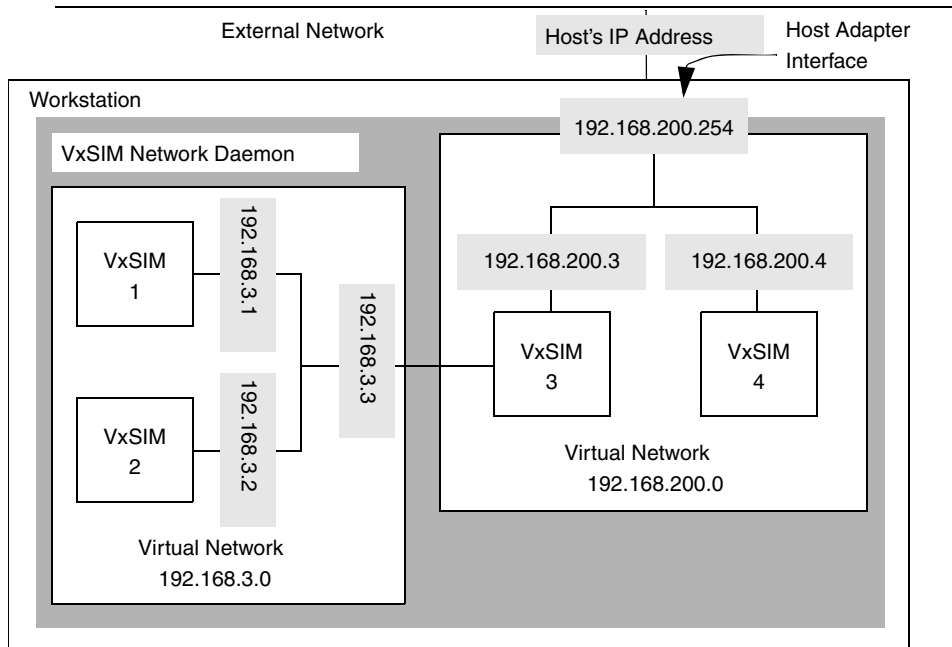 External Network
Host's IP Address
Host Adapter
Interface
Workstation
192.168.200.254
VxSIM Network Daemon
192.168.3.1
VxSIM
1
192.168.200.3
192.168.200.4
192.168.3.3
VxSIM
3
VxSIM
4
192.168.3.2
VxSIM
2
Virtual Network
192.168.200.0
Virtual Network
192.168.3.0